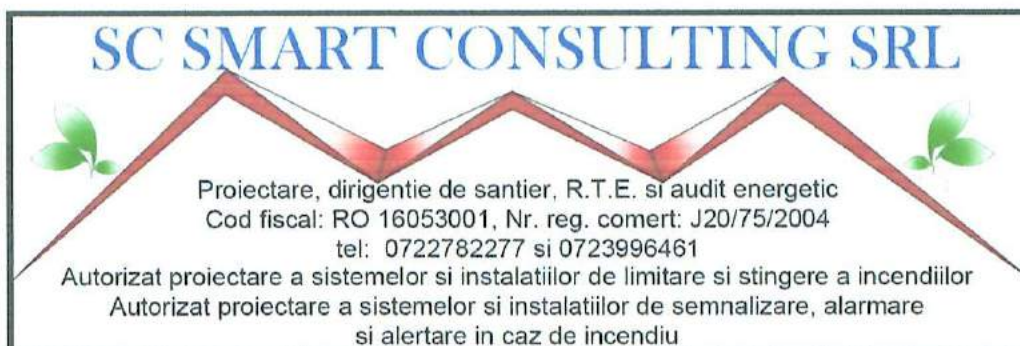 SC SMART CONSULTING SRL
Proiectare, dirigentie de santier, R.T.E. si audit energetic
Cod fiscal: RO 16053001, Nr. reg. comert: J20/75/2004
tel: 0722782277 si 0723996461
Autorizat proiectare a sistemelor si instalatiilor de limitare si stingere a incendiilor
Autorizat proiectare a sistemelor si instalatiilor de semnalizare, alarmare
si alertare in caz de incendiu